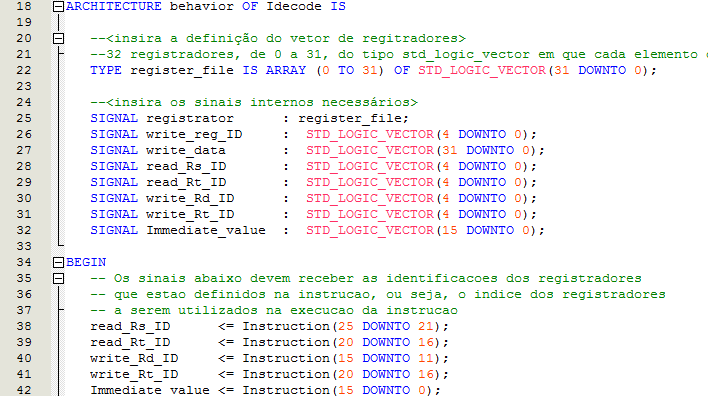 18 ARCHITECTURE behavior OF Idecode IS
19
20 --<insira a definição do vetor de regitradores>
21 --32 registradores, de 0 a 31, do tipo std_logic_vector em que cada elemento
22 TYPE register_file IS ARRAY (0 TO 31) OF STD_LOGIC_VECTOR(31 DOWNTO 0);
23
24 --<insira os sinais internos necessários>
25 SIGNAL registrator : register_file;
26 SIGNAL write_reg_ID : STD_LOGIC_VECTOR(4 DOWNTO 0);
27 SIGNAL write_data : STD_LOGIC_VECTOR(31 DOWNTO 0);
28 SIGNAL read_Rs_ID : STD_LOGIC_VECTOR(4 DOWNTO 0);
29 SIGNAL read_Rt_ID : STD_LOGIC_VECTOR(4 DOWNTO 0);
30 SIGNAL write_Rd_ID : STD_LOGIC_VECTOR(4 DOWNTO 0);
31 SIGNAL write_Rt_ID : STD_LOGIC_VECTOR(4 DOWNTO 0);
32 SIGNAL Immediate_value : STD_LOGIC_VECTOR(15 DOWNTO 0);
33
34 BEGIN
35 -- Os sinais abaixo devem receber as identificacoes dos registradores
36 -- que estao definidos na instrucao, ou seja, o indice dos registradores
37 -- a serem utilizados na execucao da instrucao
38 read_Rs_ID <= Instruction(25 DOWNTO 21);
39 read_Rt_ID <= Instruction(20 DOWNTO 16);
40 write_Rd_ID <= Instruction(15 DOWNTO 11);
41 write_Rt_ID <= Instruction(20 DOWNTO 16);
42 Immediate_value <= Instruction(15 DOWNTO 0);